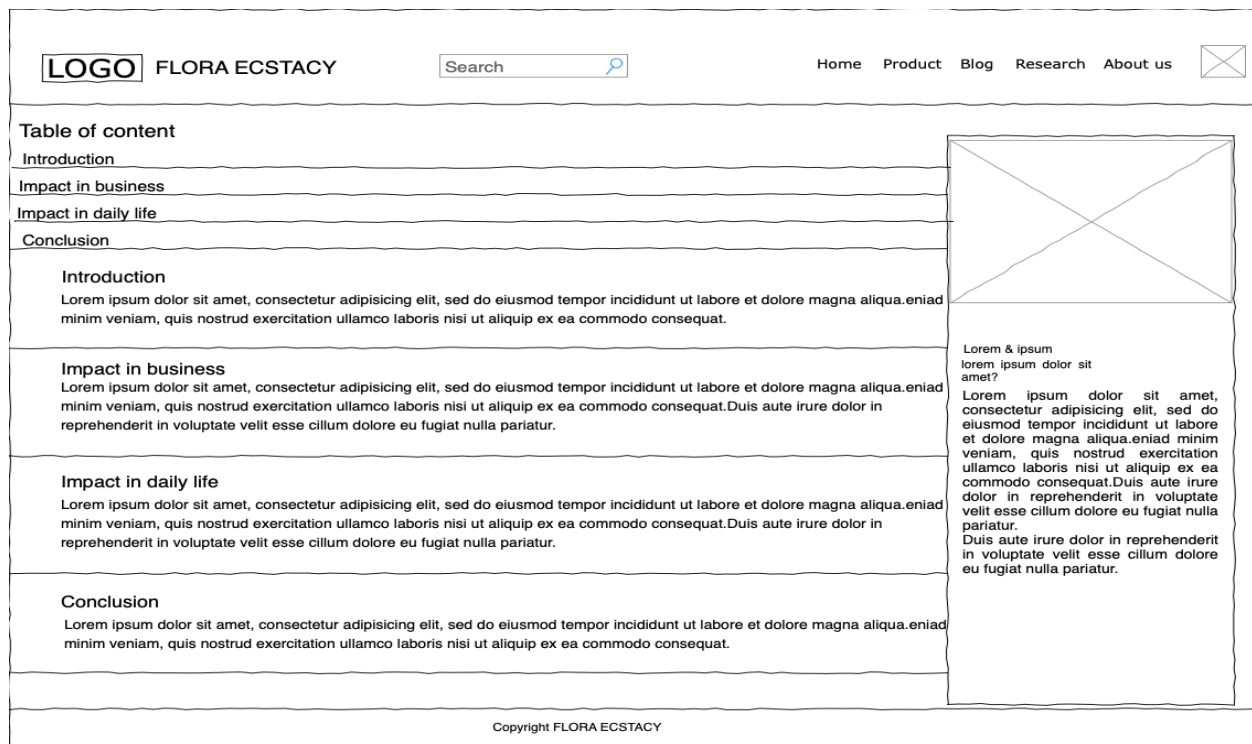 LOGO FLORA ECSTACY
Search
Home Product Blog Research About us
Table of content
Introduction
Impact in business
Impact in daily life
Conclusion
Introduction
Lorem ipsum dolor sit amet, consectetur adipisicing elit, sed do eiusmod tempor incididunt ut labore et dolore magna aliqua.eniad
minim veniam, quis nostrud exercitation ullamco laboris nisi ut aliquip ex ea commodo consequat.
Impact in business
Lorem ipsum dolor sit amet, consectetur adipisicing elit, sed do eiusmod tempor incididunt ut labore et dolore magna aliqua.eniad
minim veniam, quis nostrud exercitation ullamco laboris nisi ut aliquip ex ea commodo consequat.Duis aute irure dolor in
reprehenderit in voluptate velit esse cillum dolore eu fugiat nulla pariatur.
Impact in daily life
Lorem ipsum dolor sit amet, consectetur adipisicing elit, sed do eiusmod tempor incididunt ut labore et dolore magna aliqua.eniad
minim veniam, quis nostrud exercitation ullamco laboris nisi ut aliquip ex ea commodo consequat.Duis aute irure dolor in
reprehenderit in voluptate velit esse cillum dolore eu fugiat nulla pariatur.
Conclusion
Lorem ipsum dolor sit amet, consectetur adipisicing elit, sed do eiusmod tempor incididunt ut labore et dolore magna aliqua.eniad
minim veniam, quis nostrud exercitation ullamco laboris nisi ut aliquip ex ea commodo consequat.
Lorem & ipsum
lorem ipsum dolor sit
amet?
Lorem ipsum dolor sit amet,
consectetur adipisicing elit, sed do
eiusmod tempor incididunt ut labore
et dolore magna aliqua.eniad minim
veniam, quis nostrud exercitation
ullamco laboris nisi ut aliquip ex ea
commodo consequat.Duis aute irure
dolor in reprehenderit in voluptate
velit esse cillum dolore eu fugiat nulla
pariatur.
Duis aute irure dolor in reprehenderit
in voluptate velit esse cillum dolore
eu fugiat nulla pariatur.
Copyright FLORA ECSTACY